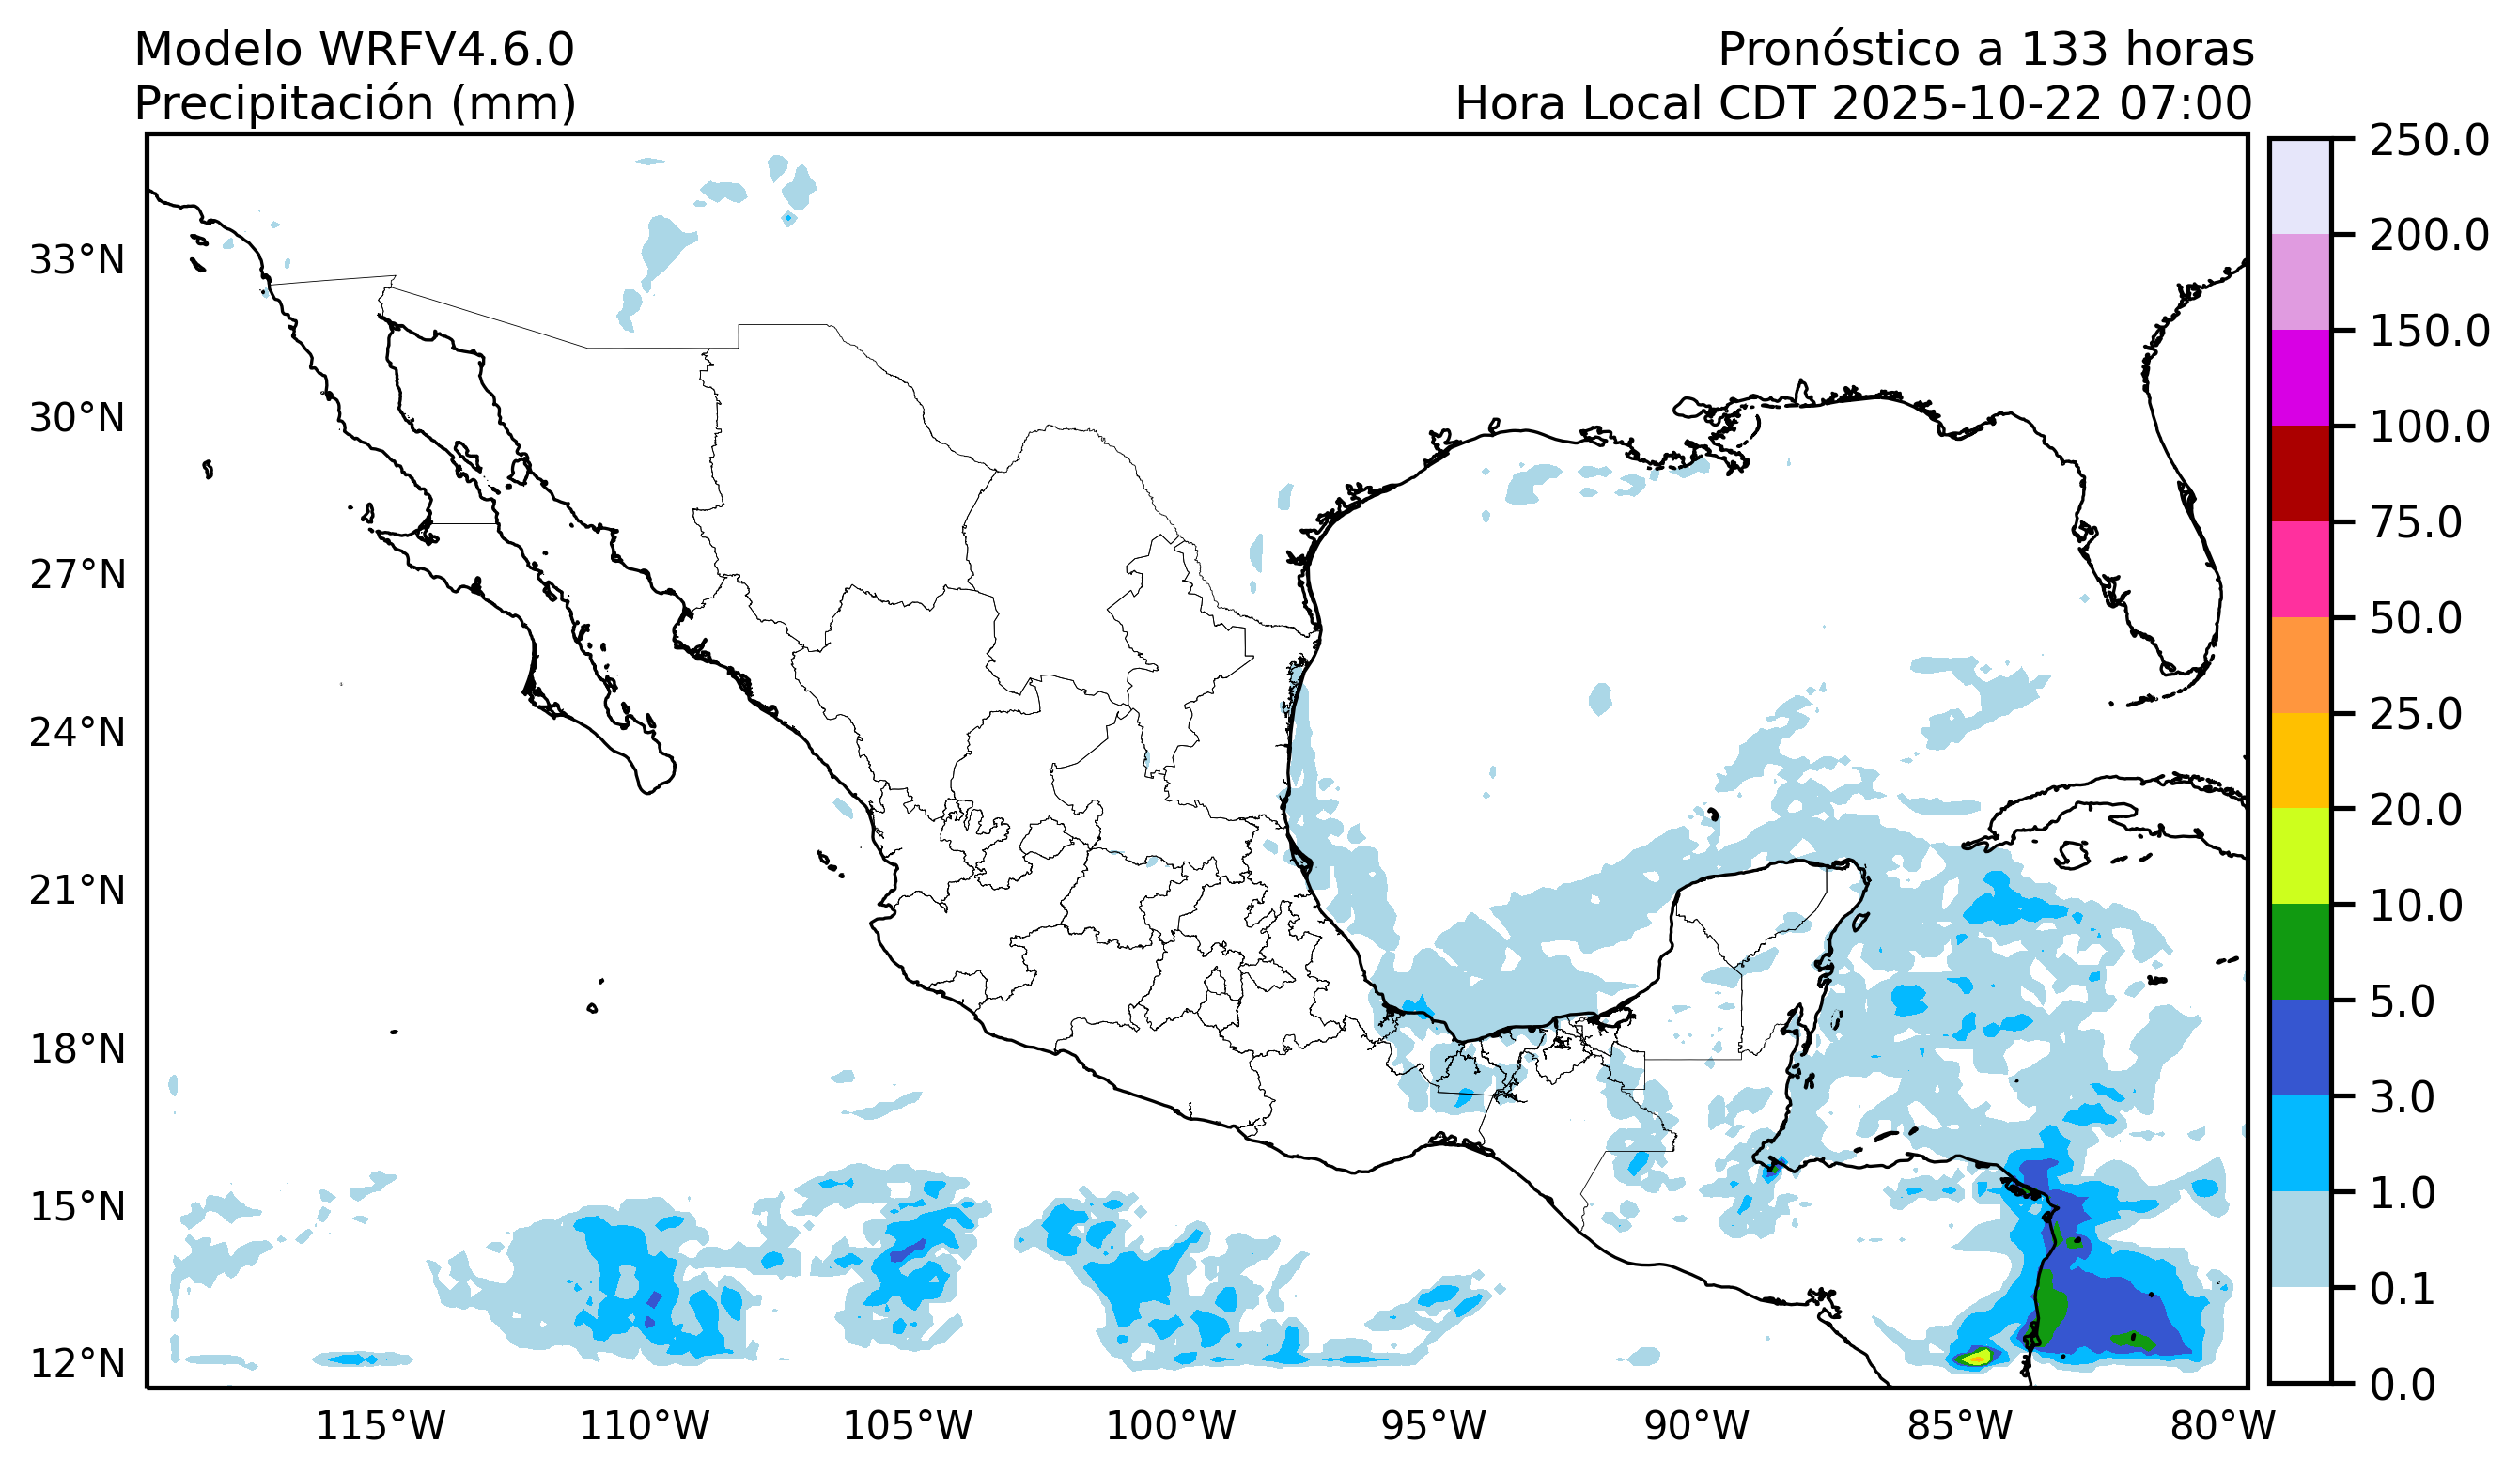 Modelo WRFV4.6.0
Precipitación (mm)
Pronóstico a 133 horas
Hora Local CDT 2025-10-22 07:00
33°N
30°N
27°N
24°N
21°N
18°N
15°N
12°N
115°W
110°W
105°W
100°W
95°W
90°W
85°W
80°W
250.0
200.0
150.0
100.0
75.0
50.0
25.0
20.0
10.0
5.0
3.0
1.0
0.1
0.0